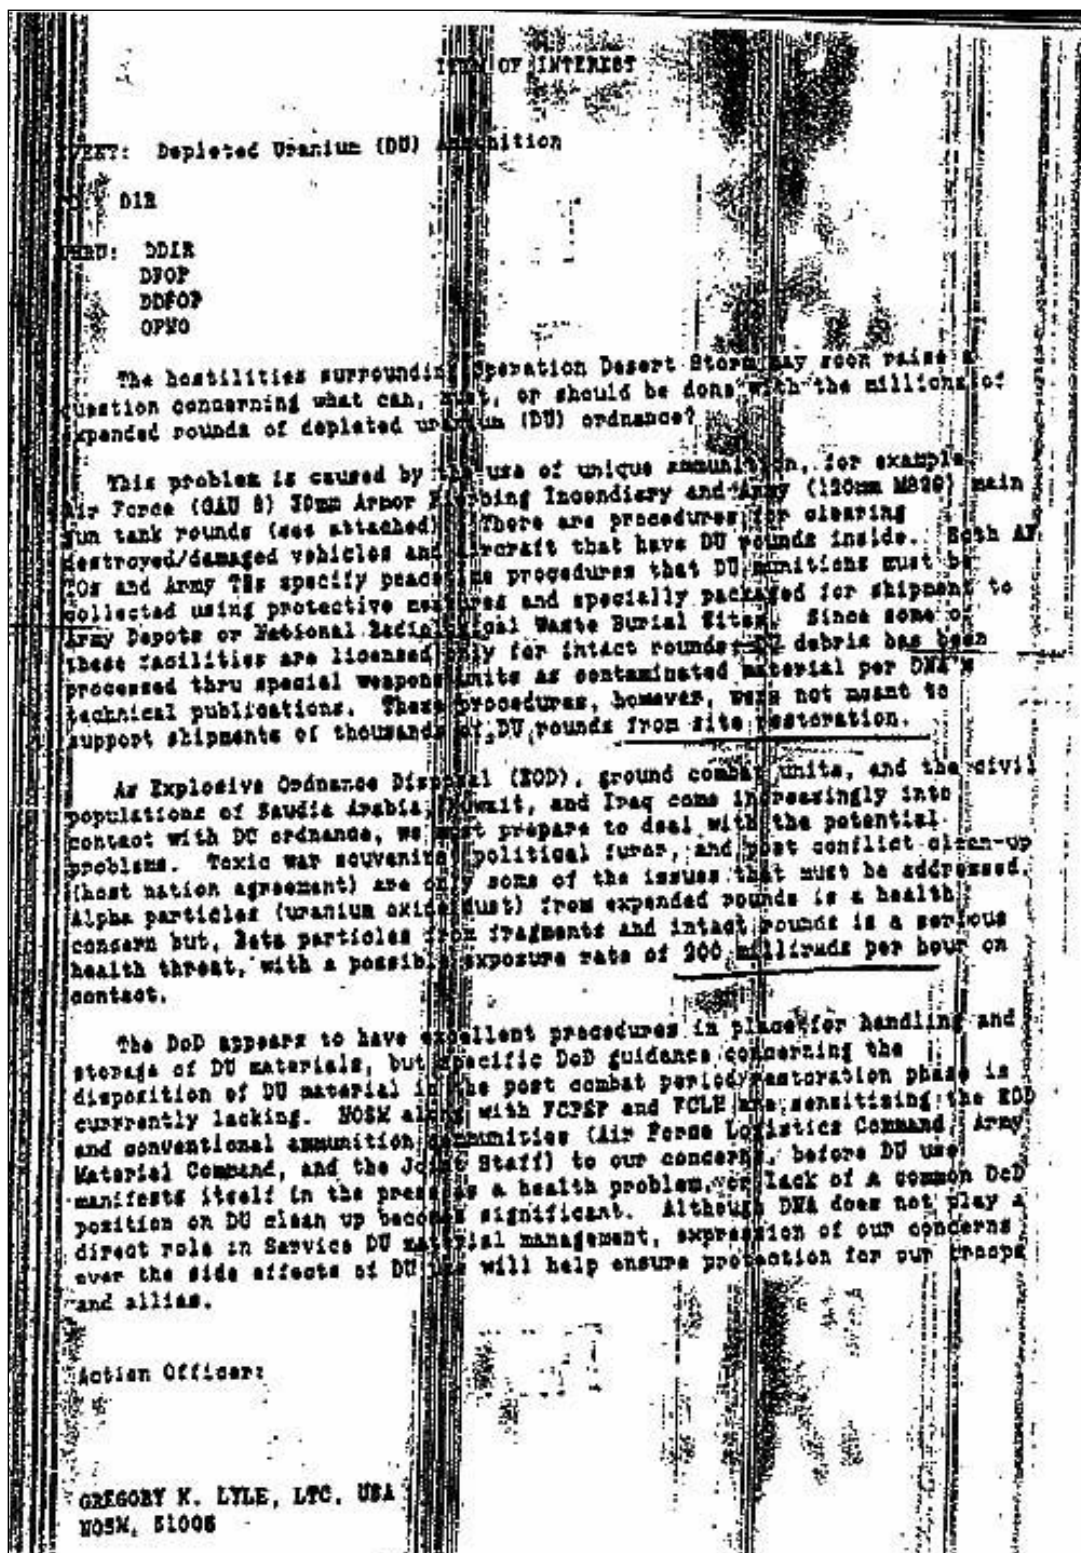 ITEM OF INTEREST
Depleted Uranium (DU) Ammunition
DIR
THRU: DDIR
DFOP
DDFOP
OPNO
The hostilities surrounding Operation Desert Storm may soon raise a
question concerning what can, must, or should be done with the millions of
expended rounds of depleted uranium (DU) ordnance?
This problem is caused by the use of unique ammunition, for example
Air Force (GAU 8) 30mm Armor Piercing Incendiary and Army (120mm M829) main
gun tank rounds (see attached). There are procedures for clearing
destroyed/damaged vehicles and aircraft that have DU rounds inside. Both AF
TOs and Army TMs specify peacetime procedures that DU munitions must be
collected using protective measures and specially packaged for shipment to
Army Depots or National Radiological Waste Burial Sites. Since some of
these facilities are licensed only for intact rounds, DU debris has been
processed thru special weapons units as contaminated material per DNA's
technical publications. These procedures, however, were not meant to
support shipments of thousands of DU rounds from site restoration.
As Explosive Ordnance Disposal (EOD), ground combat units, and the civil
populations of Saudia Arabia, Kuwait, and Iraq come increasingly into
contact with DU ordnance, we must prepare to deal with the potential
problems. Toxic war souvenirs, political furor, and post conflict clean-up
(host nation agreement) are only some of the issues that must be addressed.
Alpha particles (uranium oxide dust) from expended rounds is a health
concern but, Beta particles from fragments and intact rounds is a serious
health threat, with a possible exposure rate of 200 millirads per hour on
contact.
The DoD appears to have excellent procedures in place for handling and
storage of DU materials, but specific DoD guidance concerning the
disposition of DU material in the post combat period/restoration phase is
currrently lacking. NOSM along with FCPSP and FCLH are sensitizing the EOD
and conventional ammunition communities (Air Force Logistics Command, Army
Material Command, and the Joint Staff) to our concerns, before DU use
manifests itself in the press as a health problem, or lack of a common DoD
position on DU clean up becomes significant. Although DNA does not play a
direct role in Service DU material management, expression of our concerns
over the side effects of DU use will help ensure protection for our troops
and allies.
Action Officer:
GREGORY K. LYLE, LTC, USA
NOSM, 51006